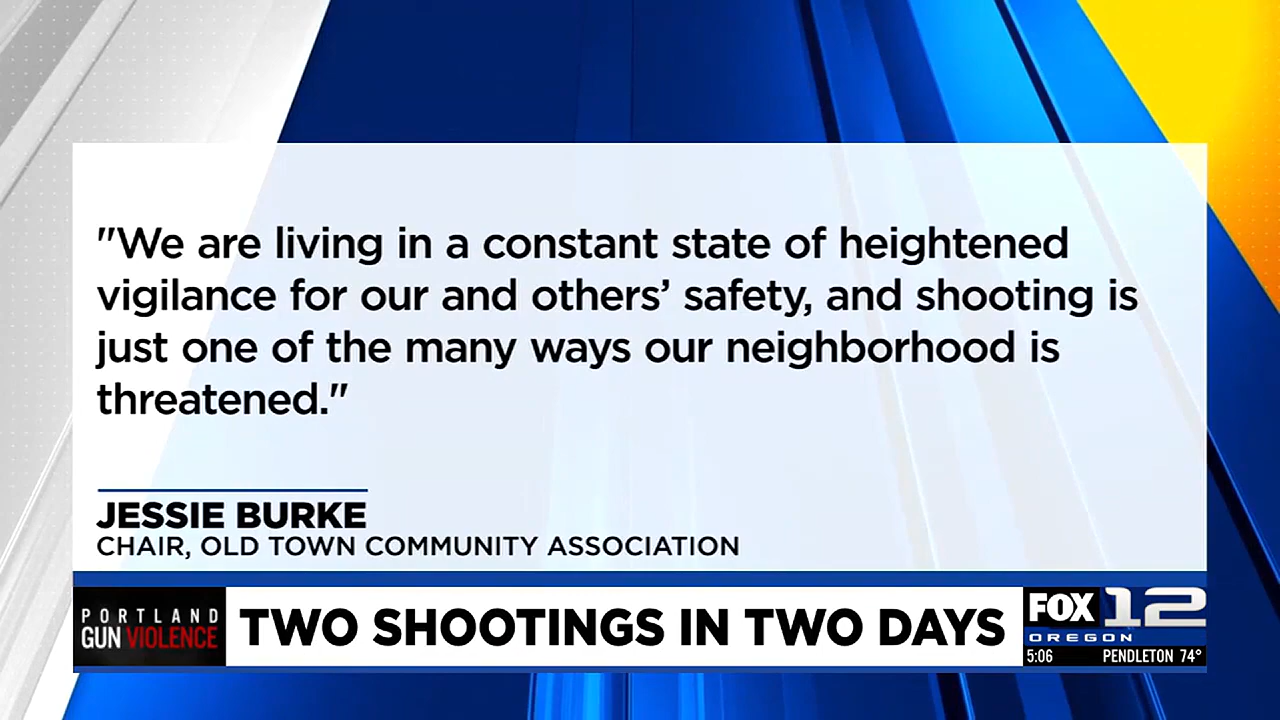 "We are living in a constant state of heightened
vigilance for our and others’ safety, and shooting is
just one of the many ways our neighborhood is
threatened."
JESSIE BURKE
CHAIR, OLD TOWN COMMUNITY ASSOCIATION
PORTLAND
GUN VIOLENCE
TWO SHOOTINGS IN TWO DAYS
FOX 12
OREGON
5:06 PENDLETON 74°